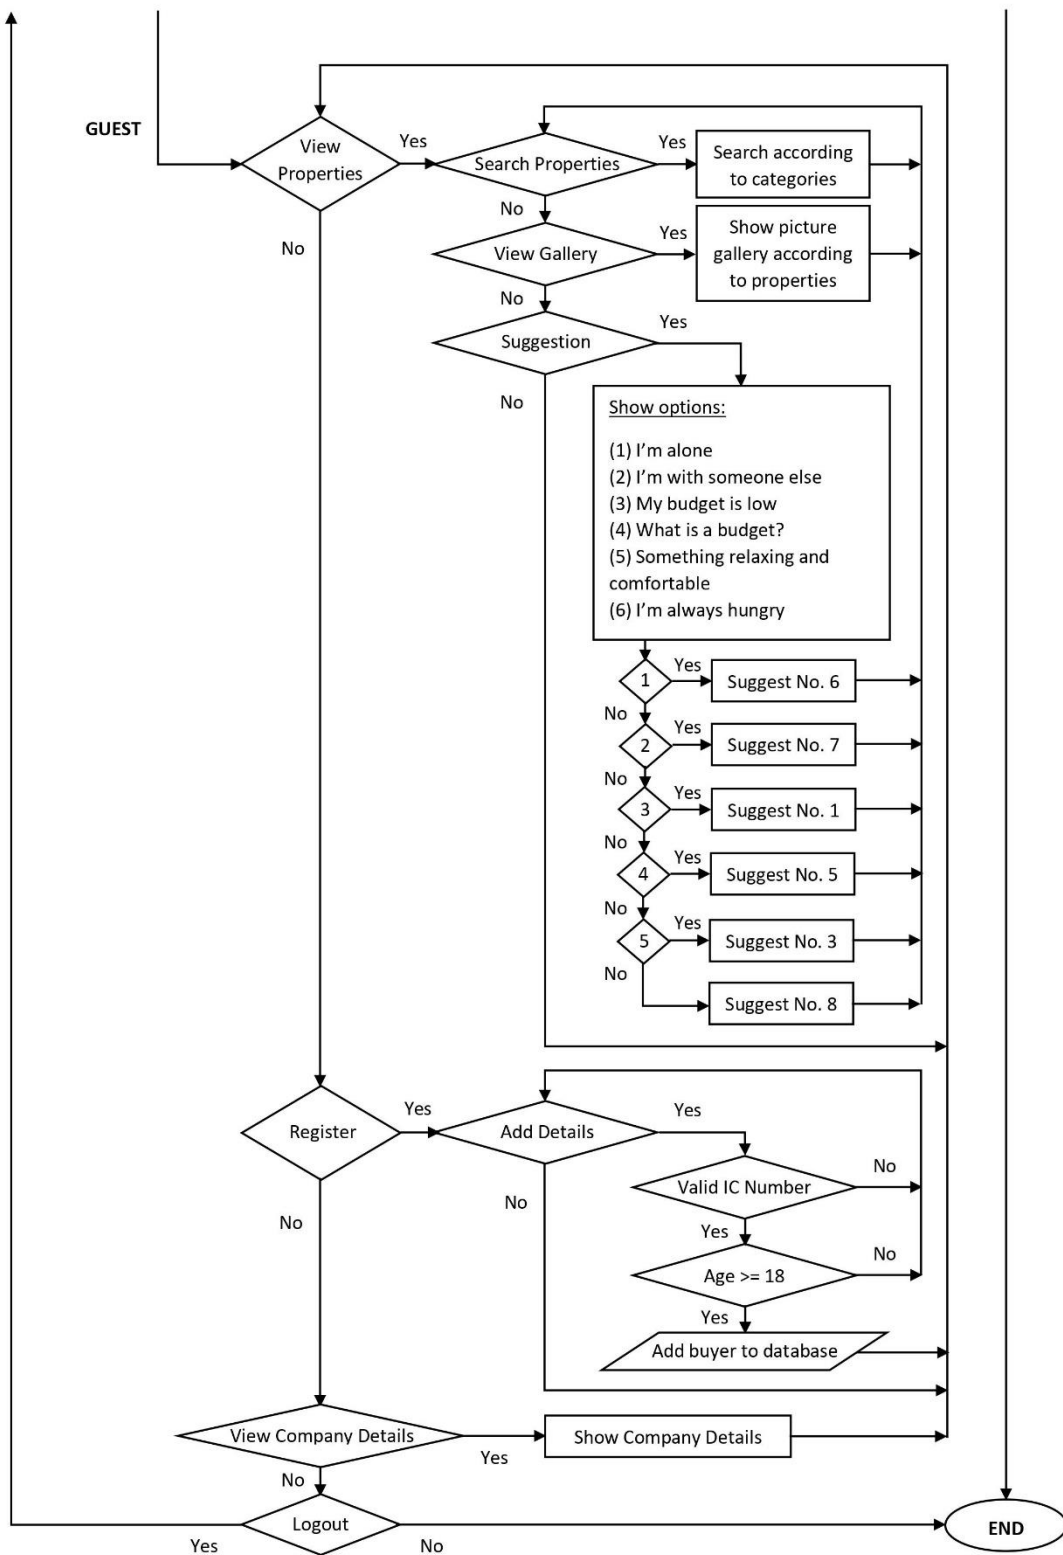 GUEST
View
Properties
Yes
Search Properties
Yes
Search according
to categories
No
No
View Gallery
Yes
Show picture
gallery according
to properties
No
Suggestion
Yes
No
Show options:
(1) I’m alone
(2) I’m with someone else
(3) My budget is low
(4) What is a budget?
(5) Something relaxing and
comfortable
(6) I’m always hungry
1
Yes
Suggest No. 6
No
2
Yes
Suggest No. 7
No
3
Yes
Suggest No. 1
No
4
Yes
Suggest No. 5
No
5
Yes
Suggest No. 3
No
Suggest No. 8
Register
Yes
Add Details
Yes
No
No
Valid IC Number
No
Yes
Age >= 18
No
Yes
Add buyer to database
View Company Details
Yes
Show Company Details
No
Logout
Yes
No
END